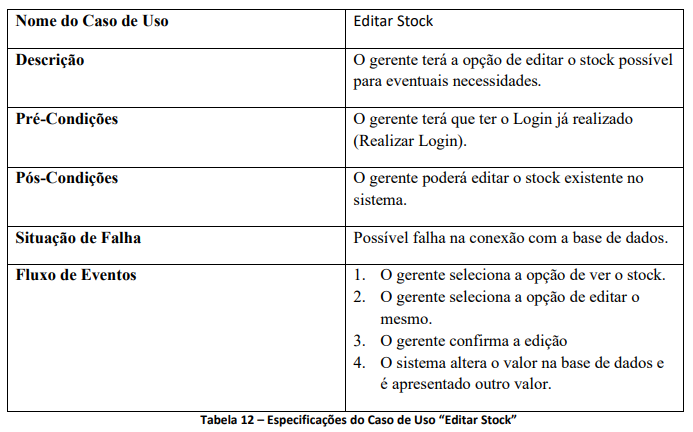 Nome do Caso de Uso
Editar Stock
Descrição
O gerente terá a opção de editar o stock possível
para eventuais necessidades.
Pré-Condições
O gerente terá que ter o Login já realizado
(Realizar Login).
Pós-Condições
O gerente poderá editar o stock existente no
sistema.
Situação de Falha
Possível falha na conexão com a base de dados.
Fluxo de Eventos
1. O gerente seleciona a opção de ver o stock.
2. O gerente seleciona a opção de editar o
mesmo.
3. O gerente confirma a edição
4. O sistema altera o valor na base de dados e
é apresentado outro valor.
Tabela 12 – Especificações do Caso de Uso “Editar Stock”